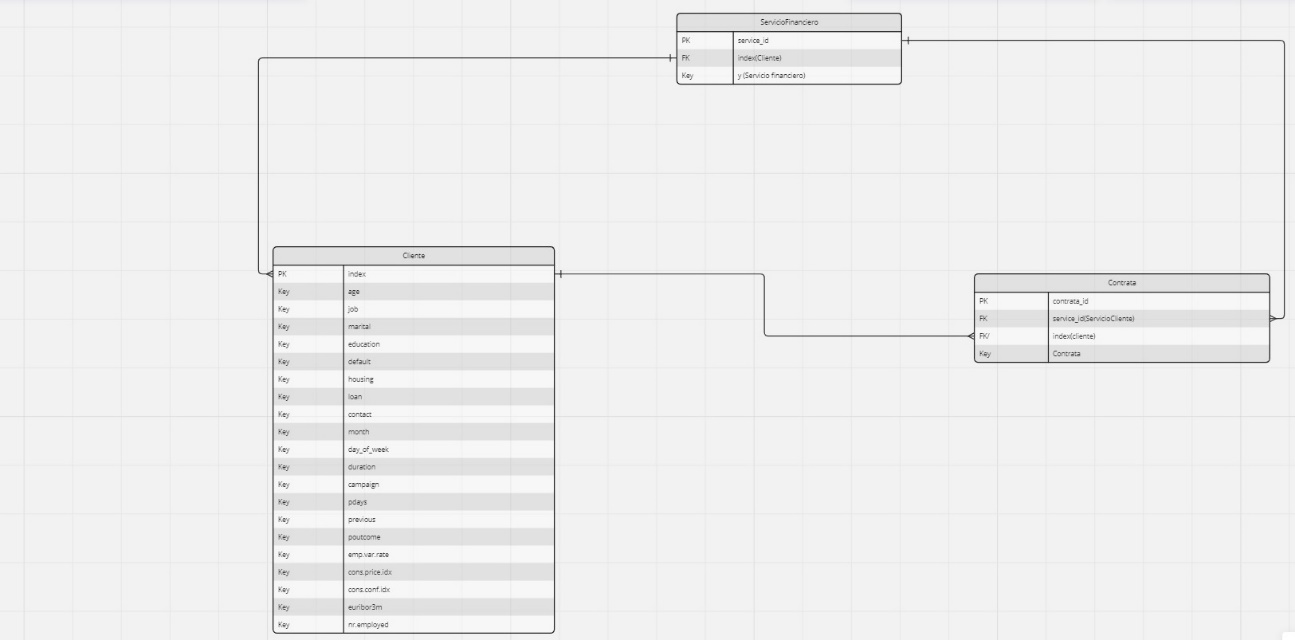 ServicioFinanciero
PK service_id
FK index(Cliente)
Key y (Servicio financiero)
Cliente
PK index
Key age
Key job
Key marital
Key education
Key default
Key housing
Key loan
Key contact
Key month
Key day_of_week
Key duration
Key campaign
Key pdays
Key previous
Key poutcome
Key emp.var.rate
Key cons.price.idx
Key cons.conf.idx
Key euribor3m
Key nr.employed
Contrata
PK contrata_id
FK service_id(ServicioCliente)
FK/ index(cliente)
Key Contrata